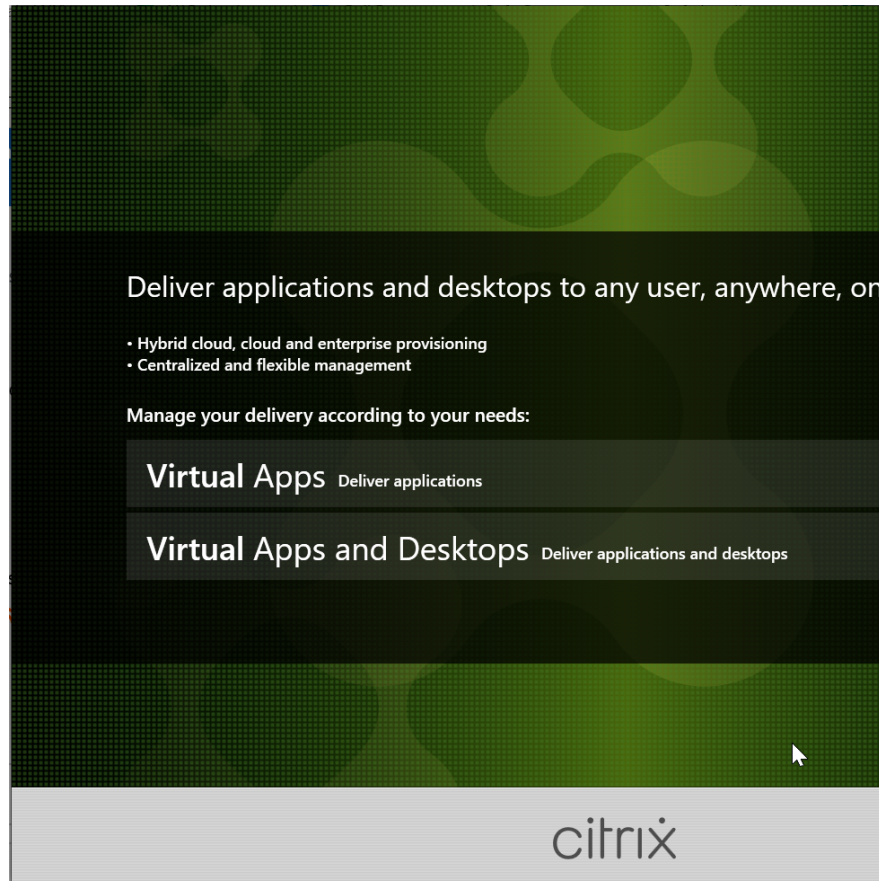 Deliver applications and desktops to any user, anywhere, on
• Hybrid cloud, cloud and enterprise provisioning
• Centralized and flexible management
Manage your delivery according to your needs:
Virtual Apps Deliver applications
Virtual Apps and Desktops Deliver applications and desktops
citrix